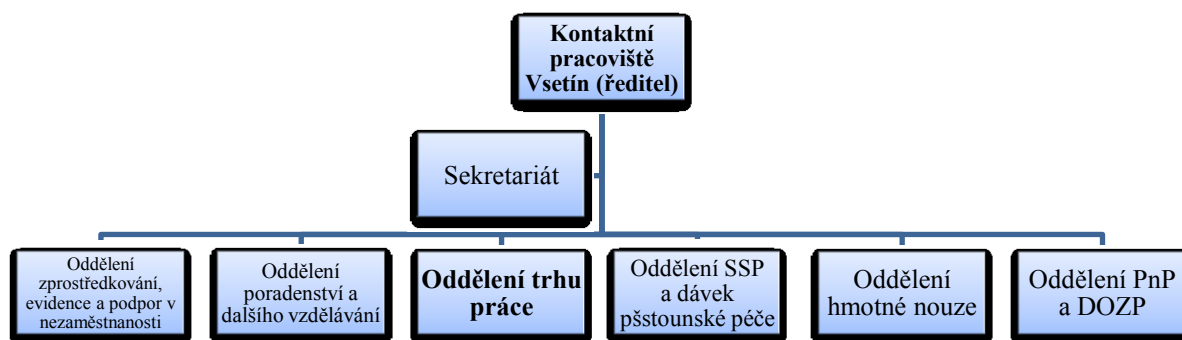 Kontaktní
pracoviště
Vsetín (ředitel)
Sekretariát
Oddělení
zprostředkování,
evidence a podpor v
nezaměstnanosti
Oddělení
poradenství a
dalšího vzdělávání
Oddělení trhu
práce
Oddělení SSP
a dávek
pšstounské péče
Oddělení
hmotné nouze
Oddělení PnP
a DOZP